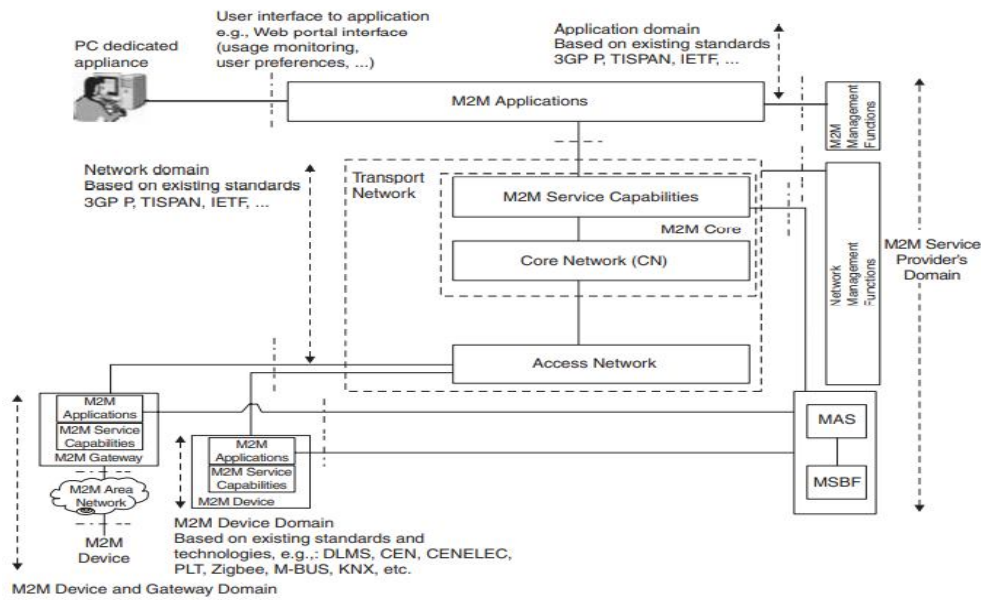 User interface to application
e.g., Web portal interface
(usage monitoring,
user preferences, ...)
PC dedicated
appliance
Application domain
Based on existing standards
3GP P, TISPAN, IETF, ...
M2M Applications
M2M
Management
Functions
Network domain
Based on existing standards
3GP P, TISPAN, IETF, ...
Transport
Network
M2M Service Capabilities
M2M Core
Core Network (CN)
Access Network
Network
Management
Functions
M2M Service
Provider's
Domain
M2M
Applications
M2M Service
Capabilities
M2M Gateway
M2M Area
Network
M2M
Device
M2M
Applications
M2M Service
Capabilities
M2M Device
MAS
MSBF
M2M Device Domain
Based on existing standards and
technologies, e.g.,: DLMS, CEN, CENELEC,
PLT, Zigbee, M-BUS, KNX, etc.
M2M Device and Gateway Domain